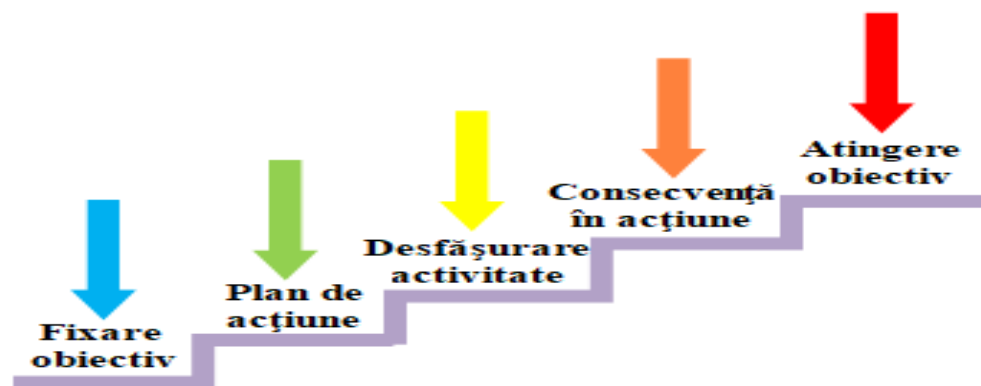 Fixare
obiectiv
Plan de
acţiune
Desfăşurare
activitate
Consecvenţă
în acţiune
Atingere
obiectiv